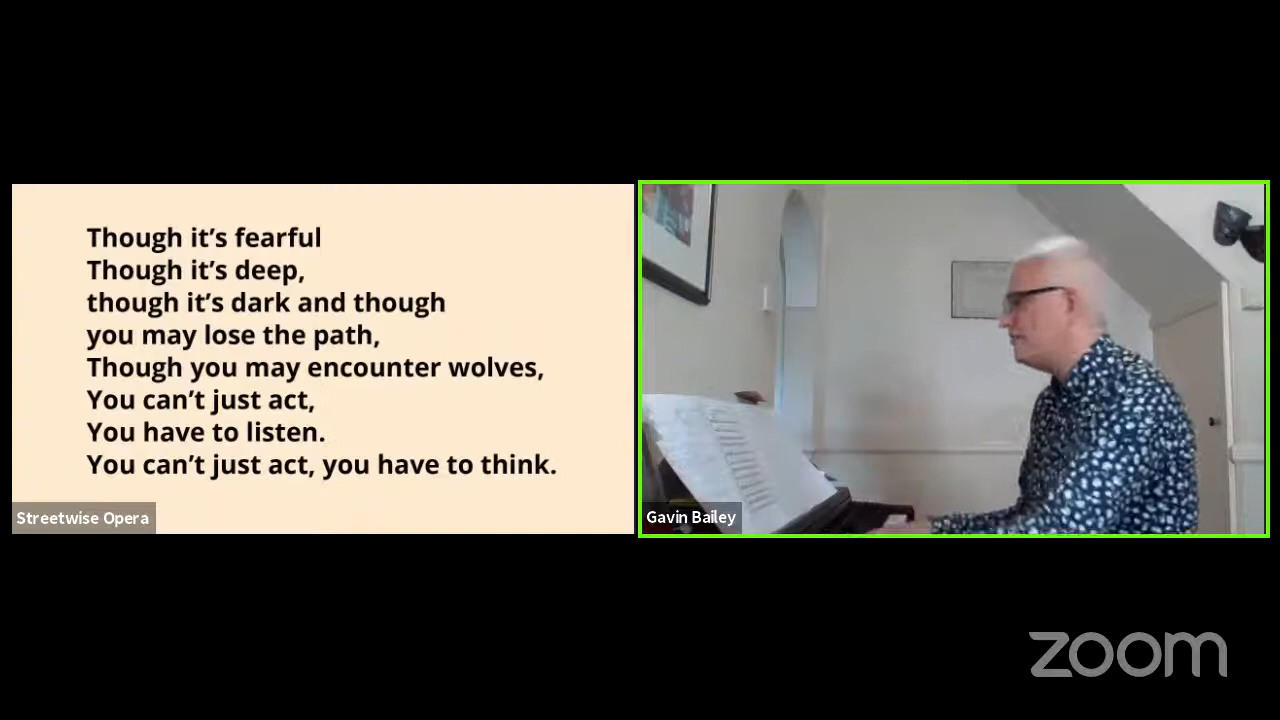 Though it’s fearful
Though it’s deep,
though it’s dark and though
you may lose the path,
Though you may encounter wolves,
You can’t just act,
You have to listen.
You can’t just act, you have to think.
Streetwise Opera
Gavin Bailey
zoom